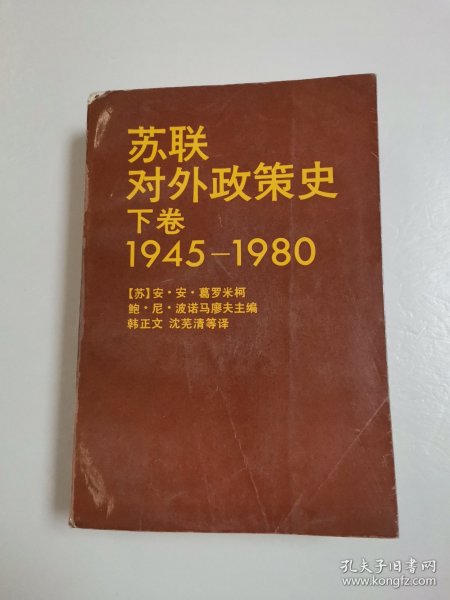 苏联
对外政策史
下卷
1945-1980
【苏】安·安·葛罗米柯
鲍·尼·波诺马廖夫主编
韩正文 沈芜清等译
孔夫子旧书网
www.kongfz.com